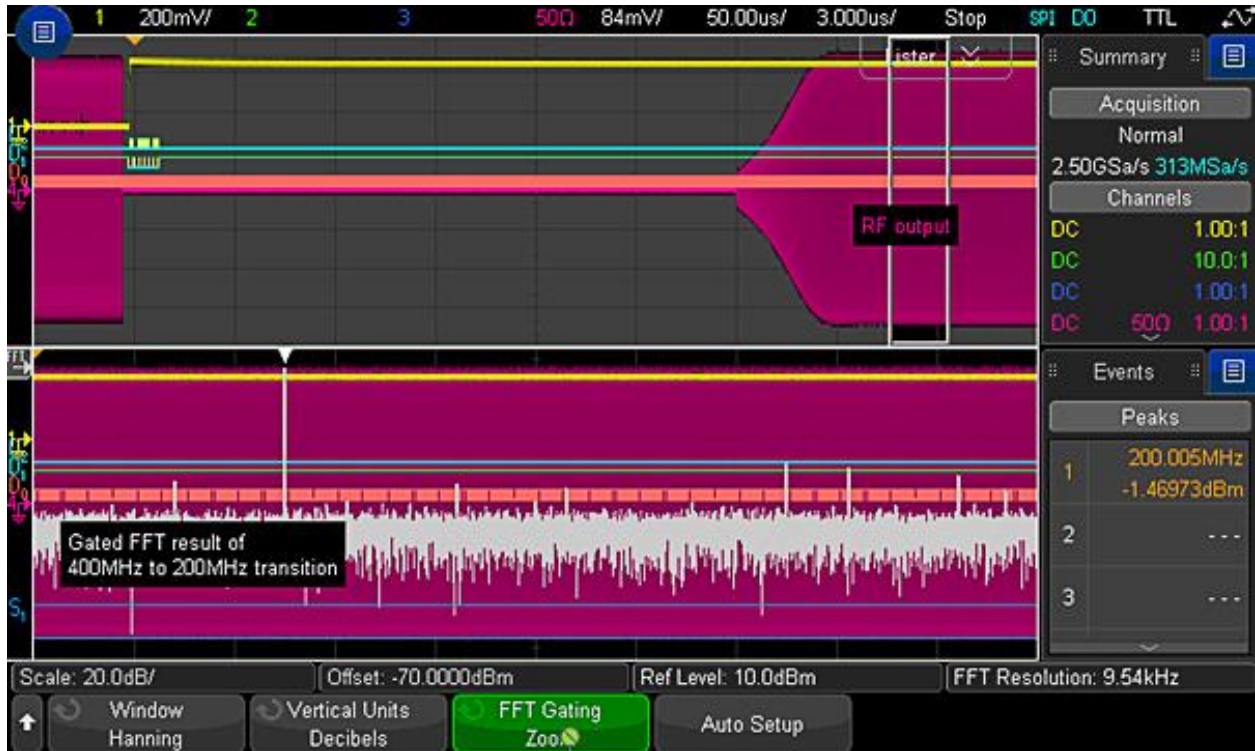 1 200mV/ 2 3 50Ω 84mV/ 50.00us/ 3.000us/ Stop SPI D0 TTL
Lister
Summary
Acquisition
Normal
2.50GSa/s 313MSa/s
Channels
DC 1.00:1
DC 10.0:1
DC 1.00:1
DC 50Ω 1.00:1
RF output
Events
Peaks
1 200.005MHz
-1.46973dBm
2 ---
3 ---
Gated FFT result of
400MHz to 200MHz transition
S1
Scale: 20.0dB/ Offset: -70.0000dBm Ref Level: 10.0dBm FFT Resolution: 9.54kHz
Window
Hanning
Vertical Units
Decibels
FFT Gating
Auto Setup